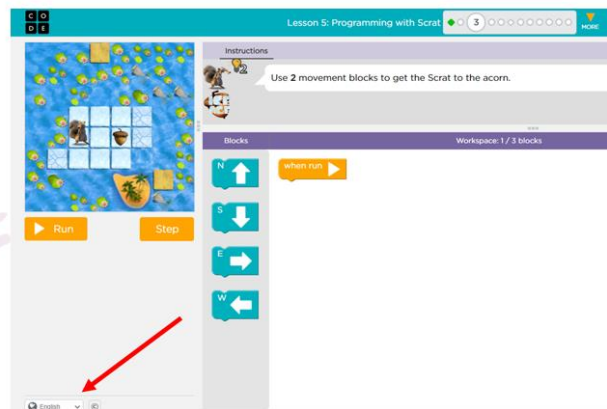 C O
D E
Lesson 5: Programming with Scrat
3
MORE
Instructions
2
Use 2 movement blocks to get the Scrat to the acorn.
Blocks
Workspace: 1 / 3 blocks
N
when run
Run
Step
S
E
W
English